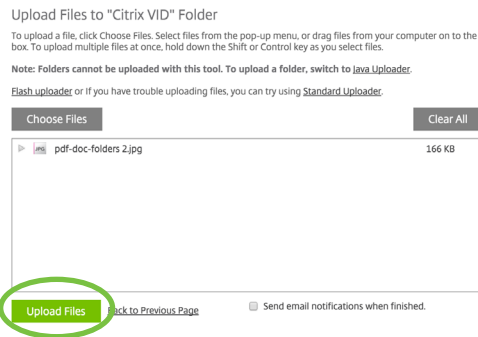 Upload Files to "Citrix VID" Folder
To upload a file, click Choose Files. Select files from the pop-up menu, or drag files from your computer on to the
box. To upload multiple files at once, hold down the Shift or Control key as you select files.
Note: Folders cannot be uploaded with this tool. To upload a folder, switch to Java Uploader.
Flash uploader or If you have trouble uploading files, you can try using Standard Uploader.
Choose Files Clear All
JPG pdf-doc-folders 2.jpg 166 KB
Upload Files Back to Previous Page Send email notifications when finished.